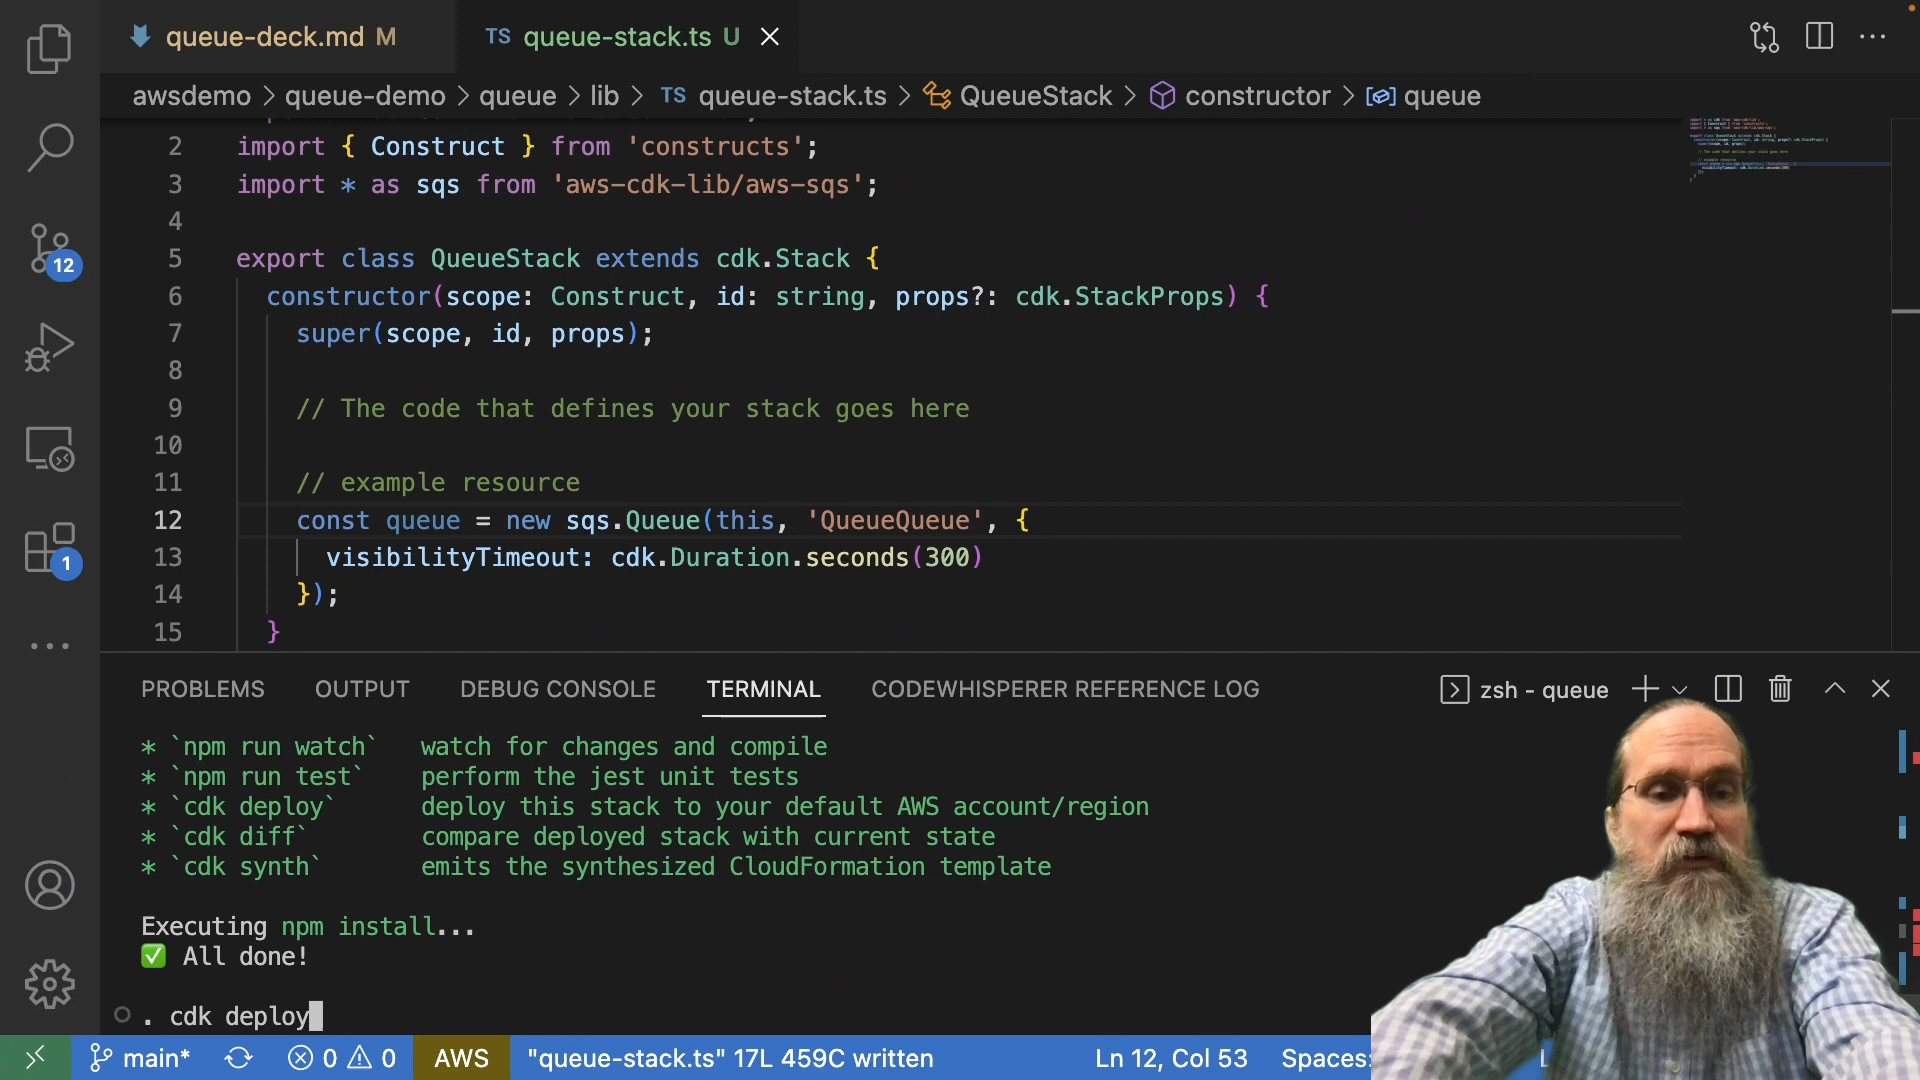 queue-deck.md M
TS queue-stack.ts U
awsdemo > queue-demo > queue > lib > TS queue-stack.ts > QueueStack > constructor > queue
2 import { Construct } from 'constructs';
3 import * as sqs from 'aws-cdk-lib/aws-sqs';
4
5 export class QueueStack extends cdk.Stack {
6 constructor(scope: Construct, id: string, props?: cdk.StackProps) {
7 super(scope, id, props);
8
9 // The code that defines your stack goes here
10
11 // example resource
12 const queue = new sqs.Queue(this, 'QueueQueue', {
13 visibilityTimeout: cdk.Duration.seconds(300)
14 });
15 }
12
1
PROBLEMS OUTPUT DEBUG CONSOLE TERMINAL CODEWHISPERER REFERENCE LOG zsh - queue
* `npm run watch` watch for changes and compile
* `npm run test` perform the jest unit tests
* `cdk deploy` deploy this stack to your default AWS account/region
* `cdk diff` compare deployed stack with current state
* `cdk synth` emits the synthesized CloudFormation template
Executing npm install...
✅ All done!
. cdk deploy
main* 0 0 AWS "queue-stack.ts" 17L 459C written Ln 12, Col 53 Spaces: